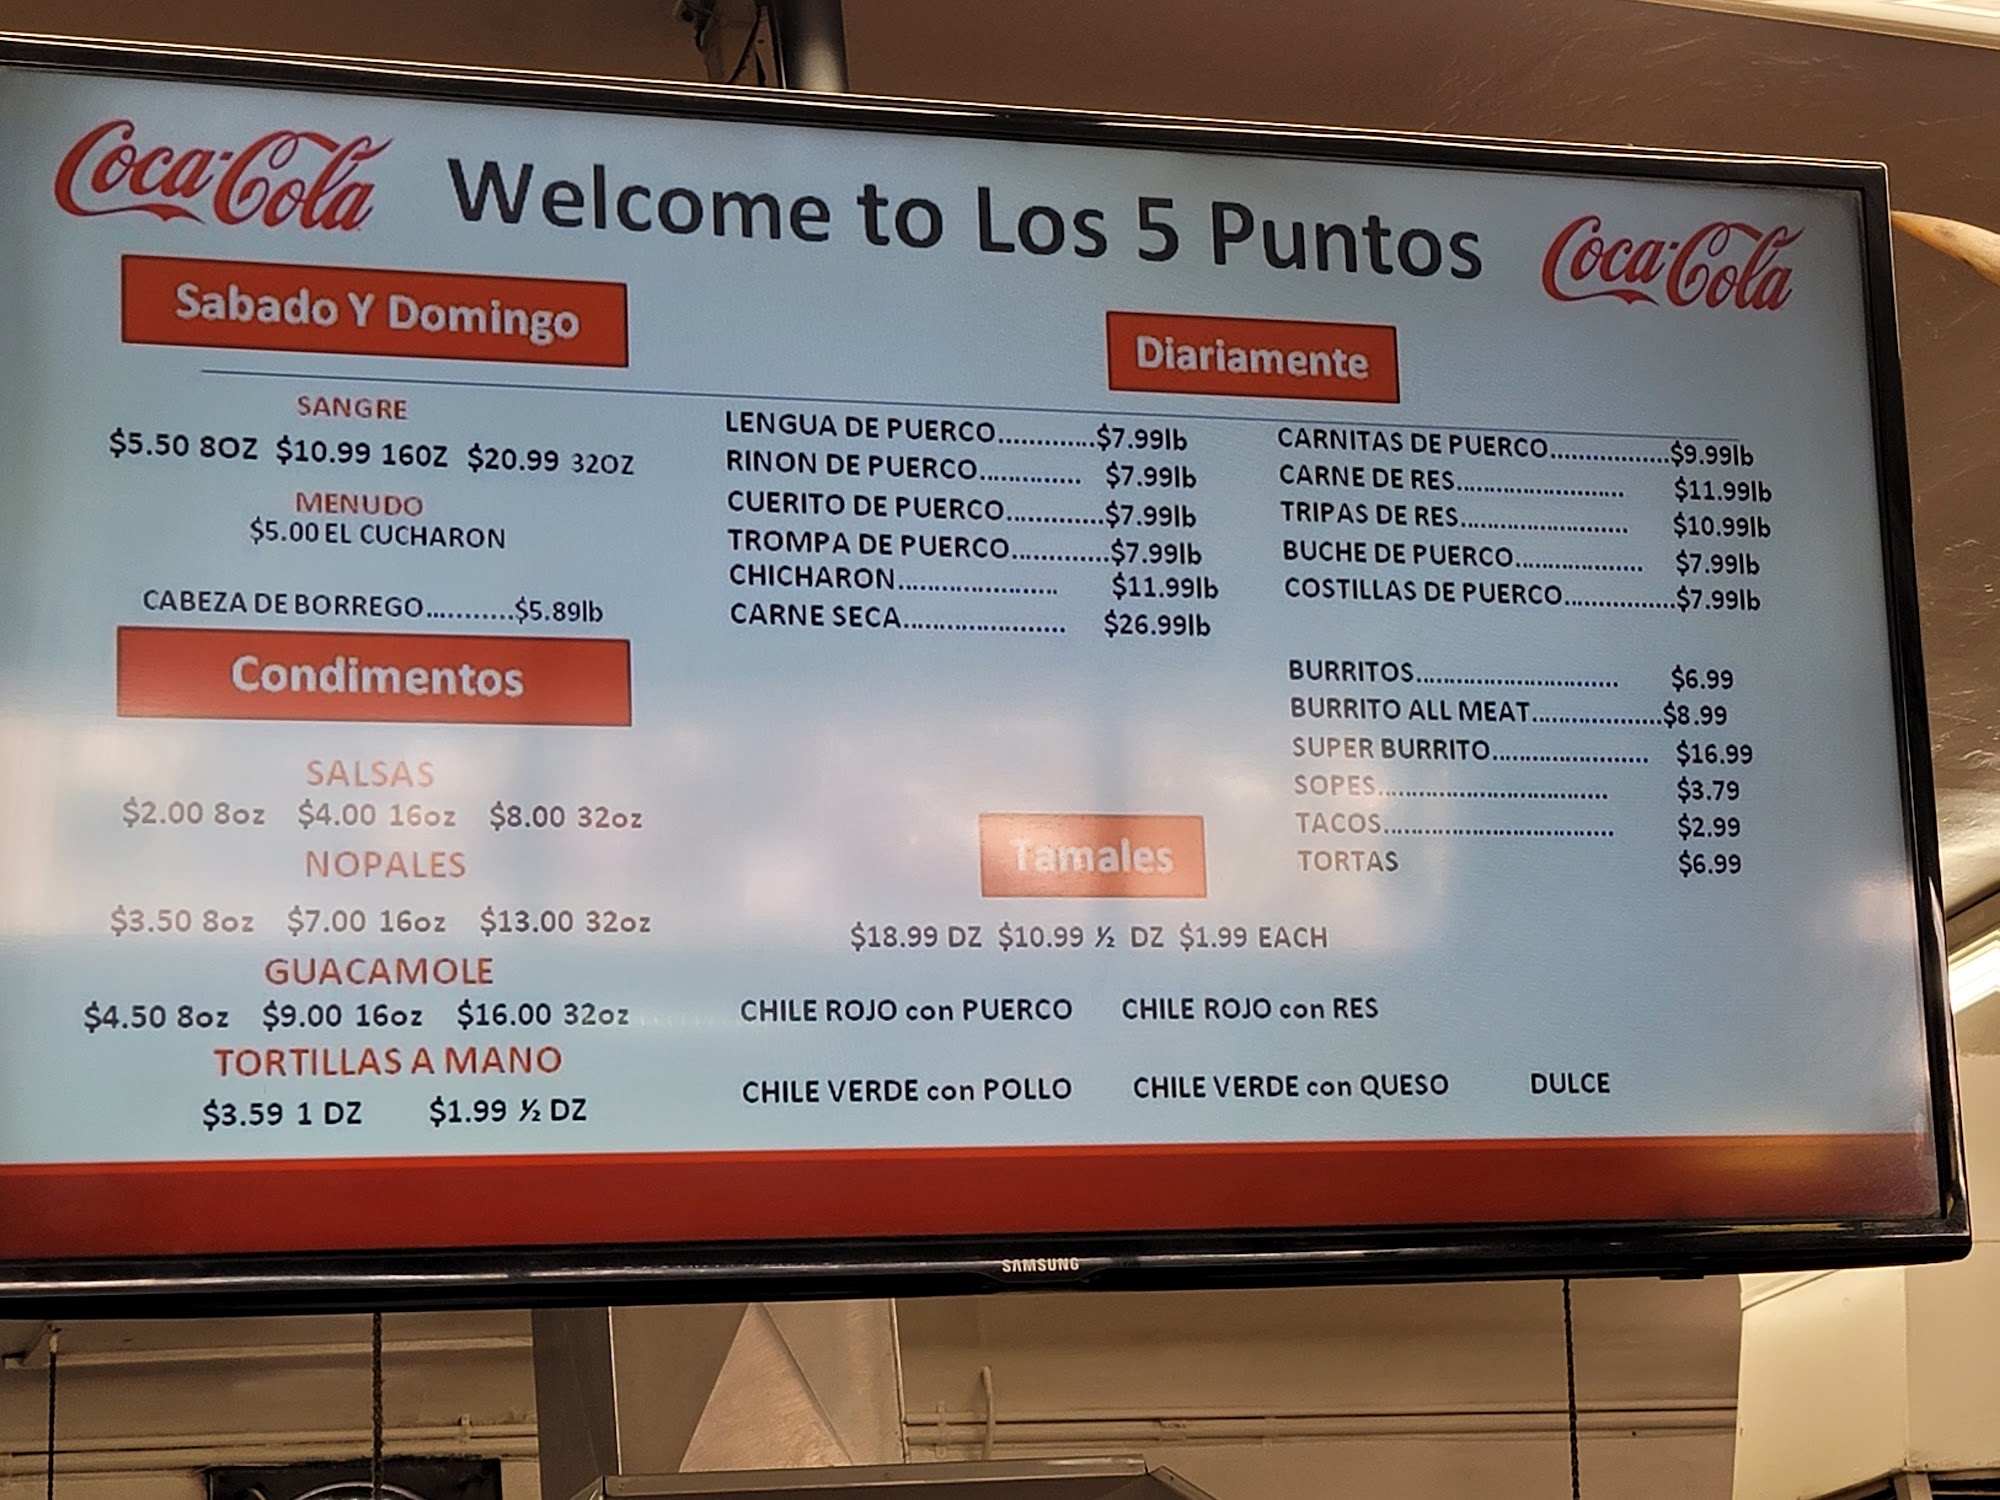 Coca-Cola Welcome to Los 5 Puntos Coca-Cola
Sabado Y Domingo
SANGRE
$5.50 8OZ $10.99 16OZ $20.99 32OZ
MENUDO
$5.00 EL CUCHARON
CABEZA DE BORREGO...........$5.89lb
Condimentos
SALSAS
$2.00 8oz $4.00 16oz $8.00 32oz
NOPALES
$3.50 8oz $7.00 16oz $13.00 32oz
GUACAMOLE
$4.50 8oz $9.00 16oz $16.00 32oz
TORTILLAS A MANO
$3.59 1 DZ $1.99 ½ DZ
Diariamente
LENGUA DE PUERCO.............$7.99lb
RINON DE PUERCO.............. $7.99lb
CUERITO DE PUERCO.............$7.99lb
TROMPA DE PUERCO.............$7.99lb
CHICHARON...................... $11.99lb
CARNE SECA...................... $26.99lb
CARNITAS DE PUERCO.................$9.99lb
CARNE DE RES......................... $11.99lb
TRIPAS DE RES......................... $10.99lb
BUCHE DE PUERCO................... $7.99lb
COSTILLAS DE PUERCO................$7.99lb
BURRITOS.............................. $6.99
BURRITO ALL MEAT....................$8.99
SUPER BURRITO....................... $16.99
SOPES................................... $3.79
TACOS................................... $2.99
TORTAS $6.99
Tamales
$18.99 DZ $10.99 ½ DZ $1.99 EACH
CHILE ROJO con PUERCO CHILE ROJO con RES
CHILE VERDE con POLLO CHILE VERDE con QUESO DULCE
SAMSUNG